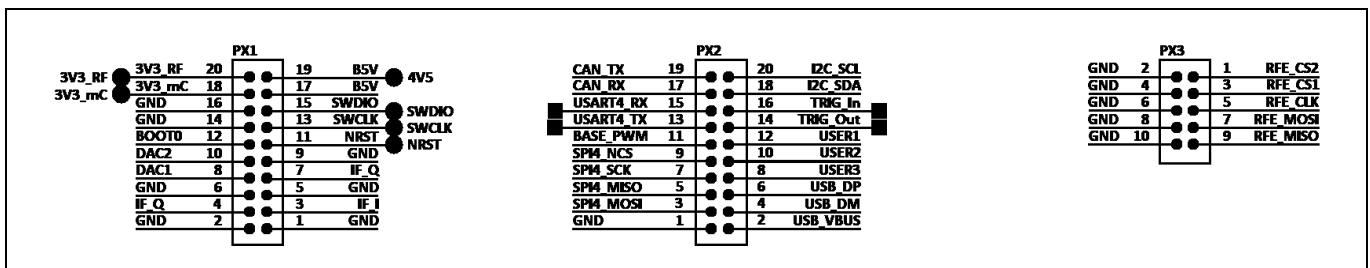 PX1
3V3_RF 3V3_RF 20 19 B5V 4V5
3V3_mC 3V3_mC 18 17 B5V
GND 16 15 SWDIO SWDIO
GND 14 13 SWCLK SWCLK
BOOT0 12 11 NRST NRST
DAC2 10 9 GND
DAC1 8 7 IF_Q
GND 6 5 GND
IF_Q 4 3 IF_I
GND 2 1 GND
PX2
CAN_TX 19 20 I2C_SCL
CAN_RX 17 18 I2C_SDA
USART4_RX 15 16 TRIG_In
USART4_TX 13 14 TRIG_Out
BASE_PWM 11 12 USER1
SPI4_NCS 9 10 USER2
SPI4_SCK 7 8 USER3
SPI4_MISO 5 6 USB_DP
SPI4_MOSI 3 4 USB_DM
GND 1 2 USB_VBUS
PX3
GND 2 1 RFE_CS2
GND 4 3 RFE_CS1
GND 6 5 RFE_CLK
GND 8 7 RFE_MOSI
GND 10 9 RFE_MISO